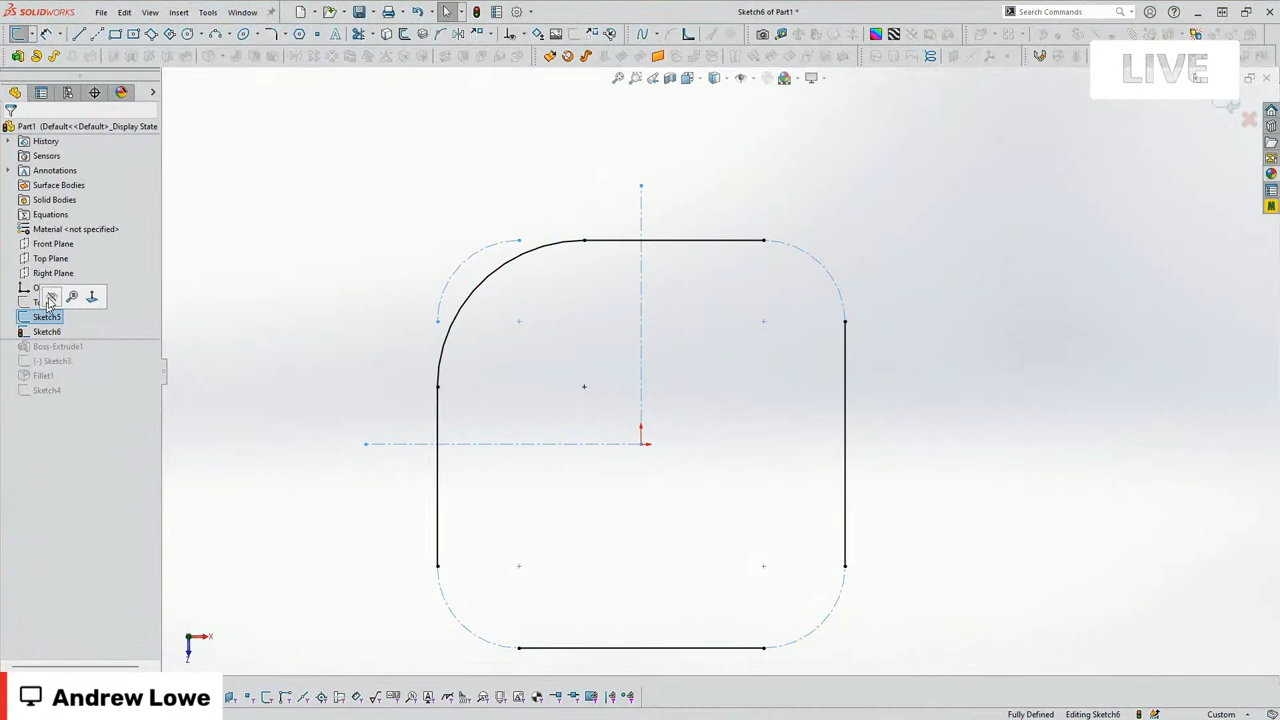 SOLIDWORKS File Edit View Insert Tools Window Sketch6 of Part1 * Search Commands
LIVE
Part1 (Default<<Default>_Display State
History
Sensors
Annotations
Surface Bodies
Solid Bodies
Equations
Material <not specified>
Front Plane
Top Plane
Right Plane
Sketch5
Sketch6
Boss-Extrude1
(-) Sketch3
Fillet1
Sketch4
X
Z
Andrew Lowe
Fully Defined Editing Sketch6 Custom